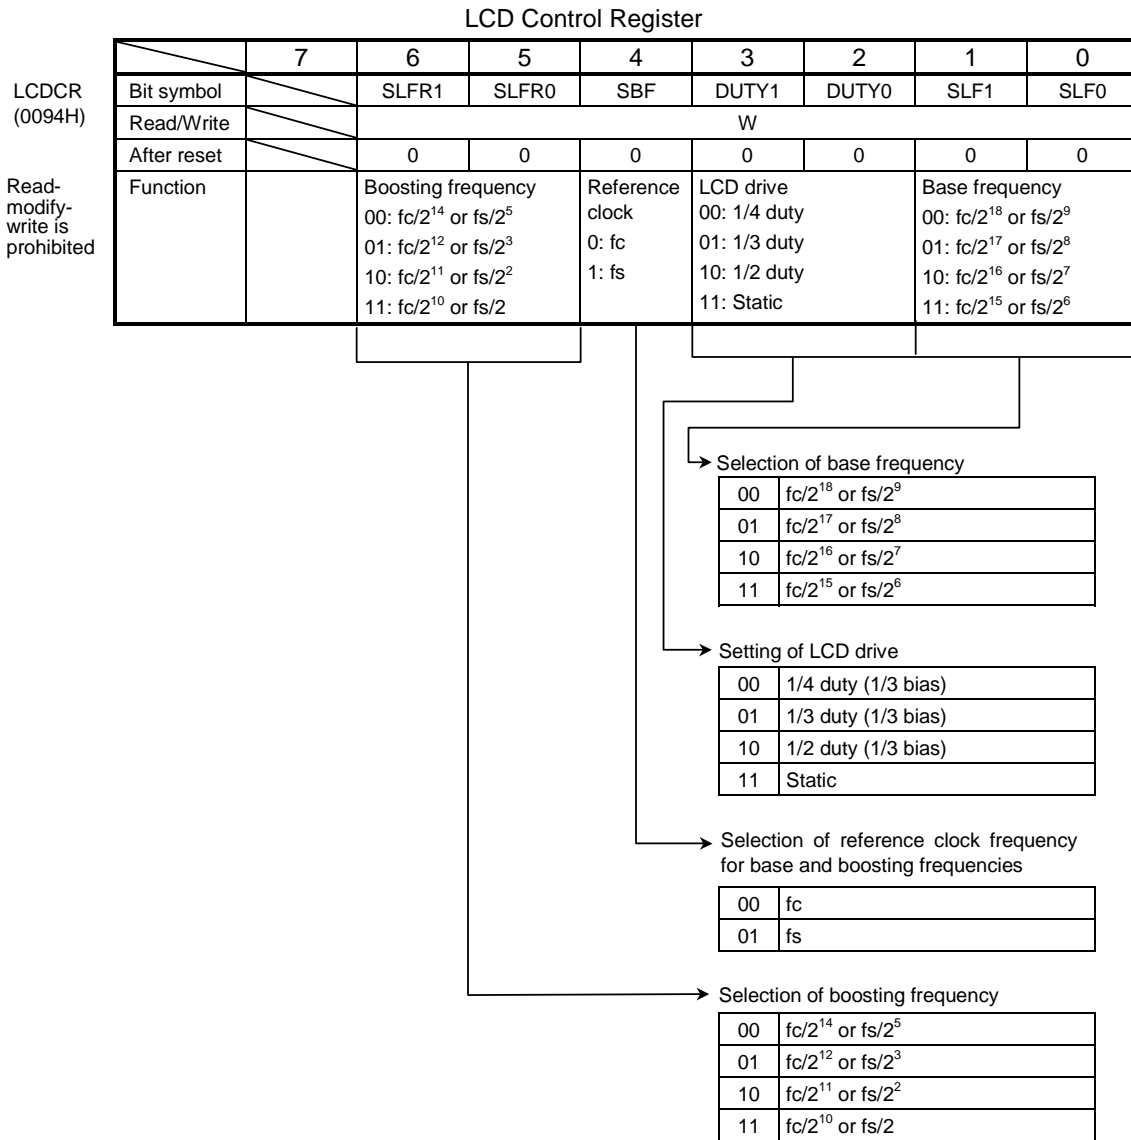 LCD Control Register
7 6 5 4 3 2 1 0
LCDCR
(0094H)
Bit symbol SLFR1 SLFR0 SBF DUTY1 DUTY0 SLF1 SLF0
Read/Write W
After reset 0 0 0 0 0 0 0
Read-
modify-
write is
prohibited
Function
Boosting frequency
00: fc/2^14 or fs/2^5
01: fc/2^12 or fs/2^3
10: fc/2^11 or fs/2^2
11: fc/2^10 or fs/2
Reference
clock
0: fc
1: fs
LCD drive
00: 1/4 duty
01: 1/3 duty
10: 1/2 duty
11: Static
Base frequency
00: fc/2^18 or fs/2^9
01: fc/2^17 or fs/2^8
10: fc/2^16 or fs/2^7
11: fc/2^15 or fs/2^6
Selection of base frequency
00 fc/2^18 or fs/2^9
01 fc/2^17 or fs/2^8
10 fc/2^16 or fs/2^7
11 fc/2^15 or fs/2^6
Setting of LCD drive
00 1/4 duty (1/3 bias)
01 1/3 duty (1/3 bias)
10 1/2 duty (1/3 bias)
11 Static
Selection of reference clock frequency
for base and boosting frequencies
00 fc
01 fs
Selection of boosting frequency
00 fc/2^14 or fs/2^5
01 fc/2^12 or fs/2^3
10 fc/2^11 or fs/2^2
11 fc/2^10 or fs/2